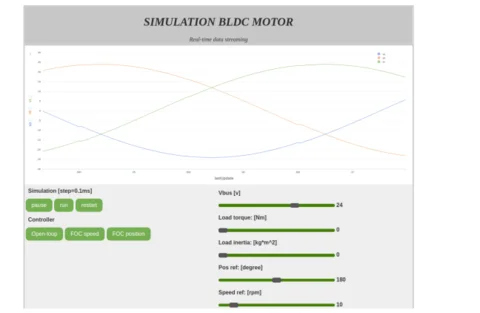 SIMULATION BLDC MOTOR
Real-time data streaming
Simulation [step=0,1ms]
pause run restart
Controller
Open-loop FOC speed FOC position
Vbus [v]
24
Load torque: [Nm]
0
Load inertia: [kg*m^2]
0
Pos ref: [degree]
180
Speed ref: [rpm]
10